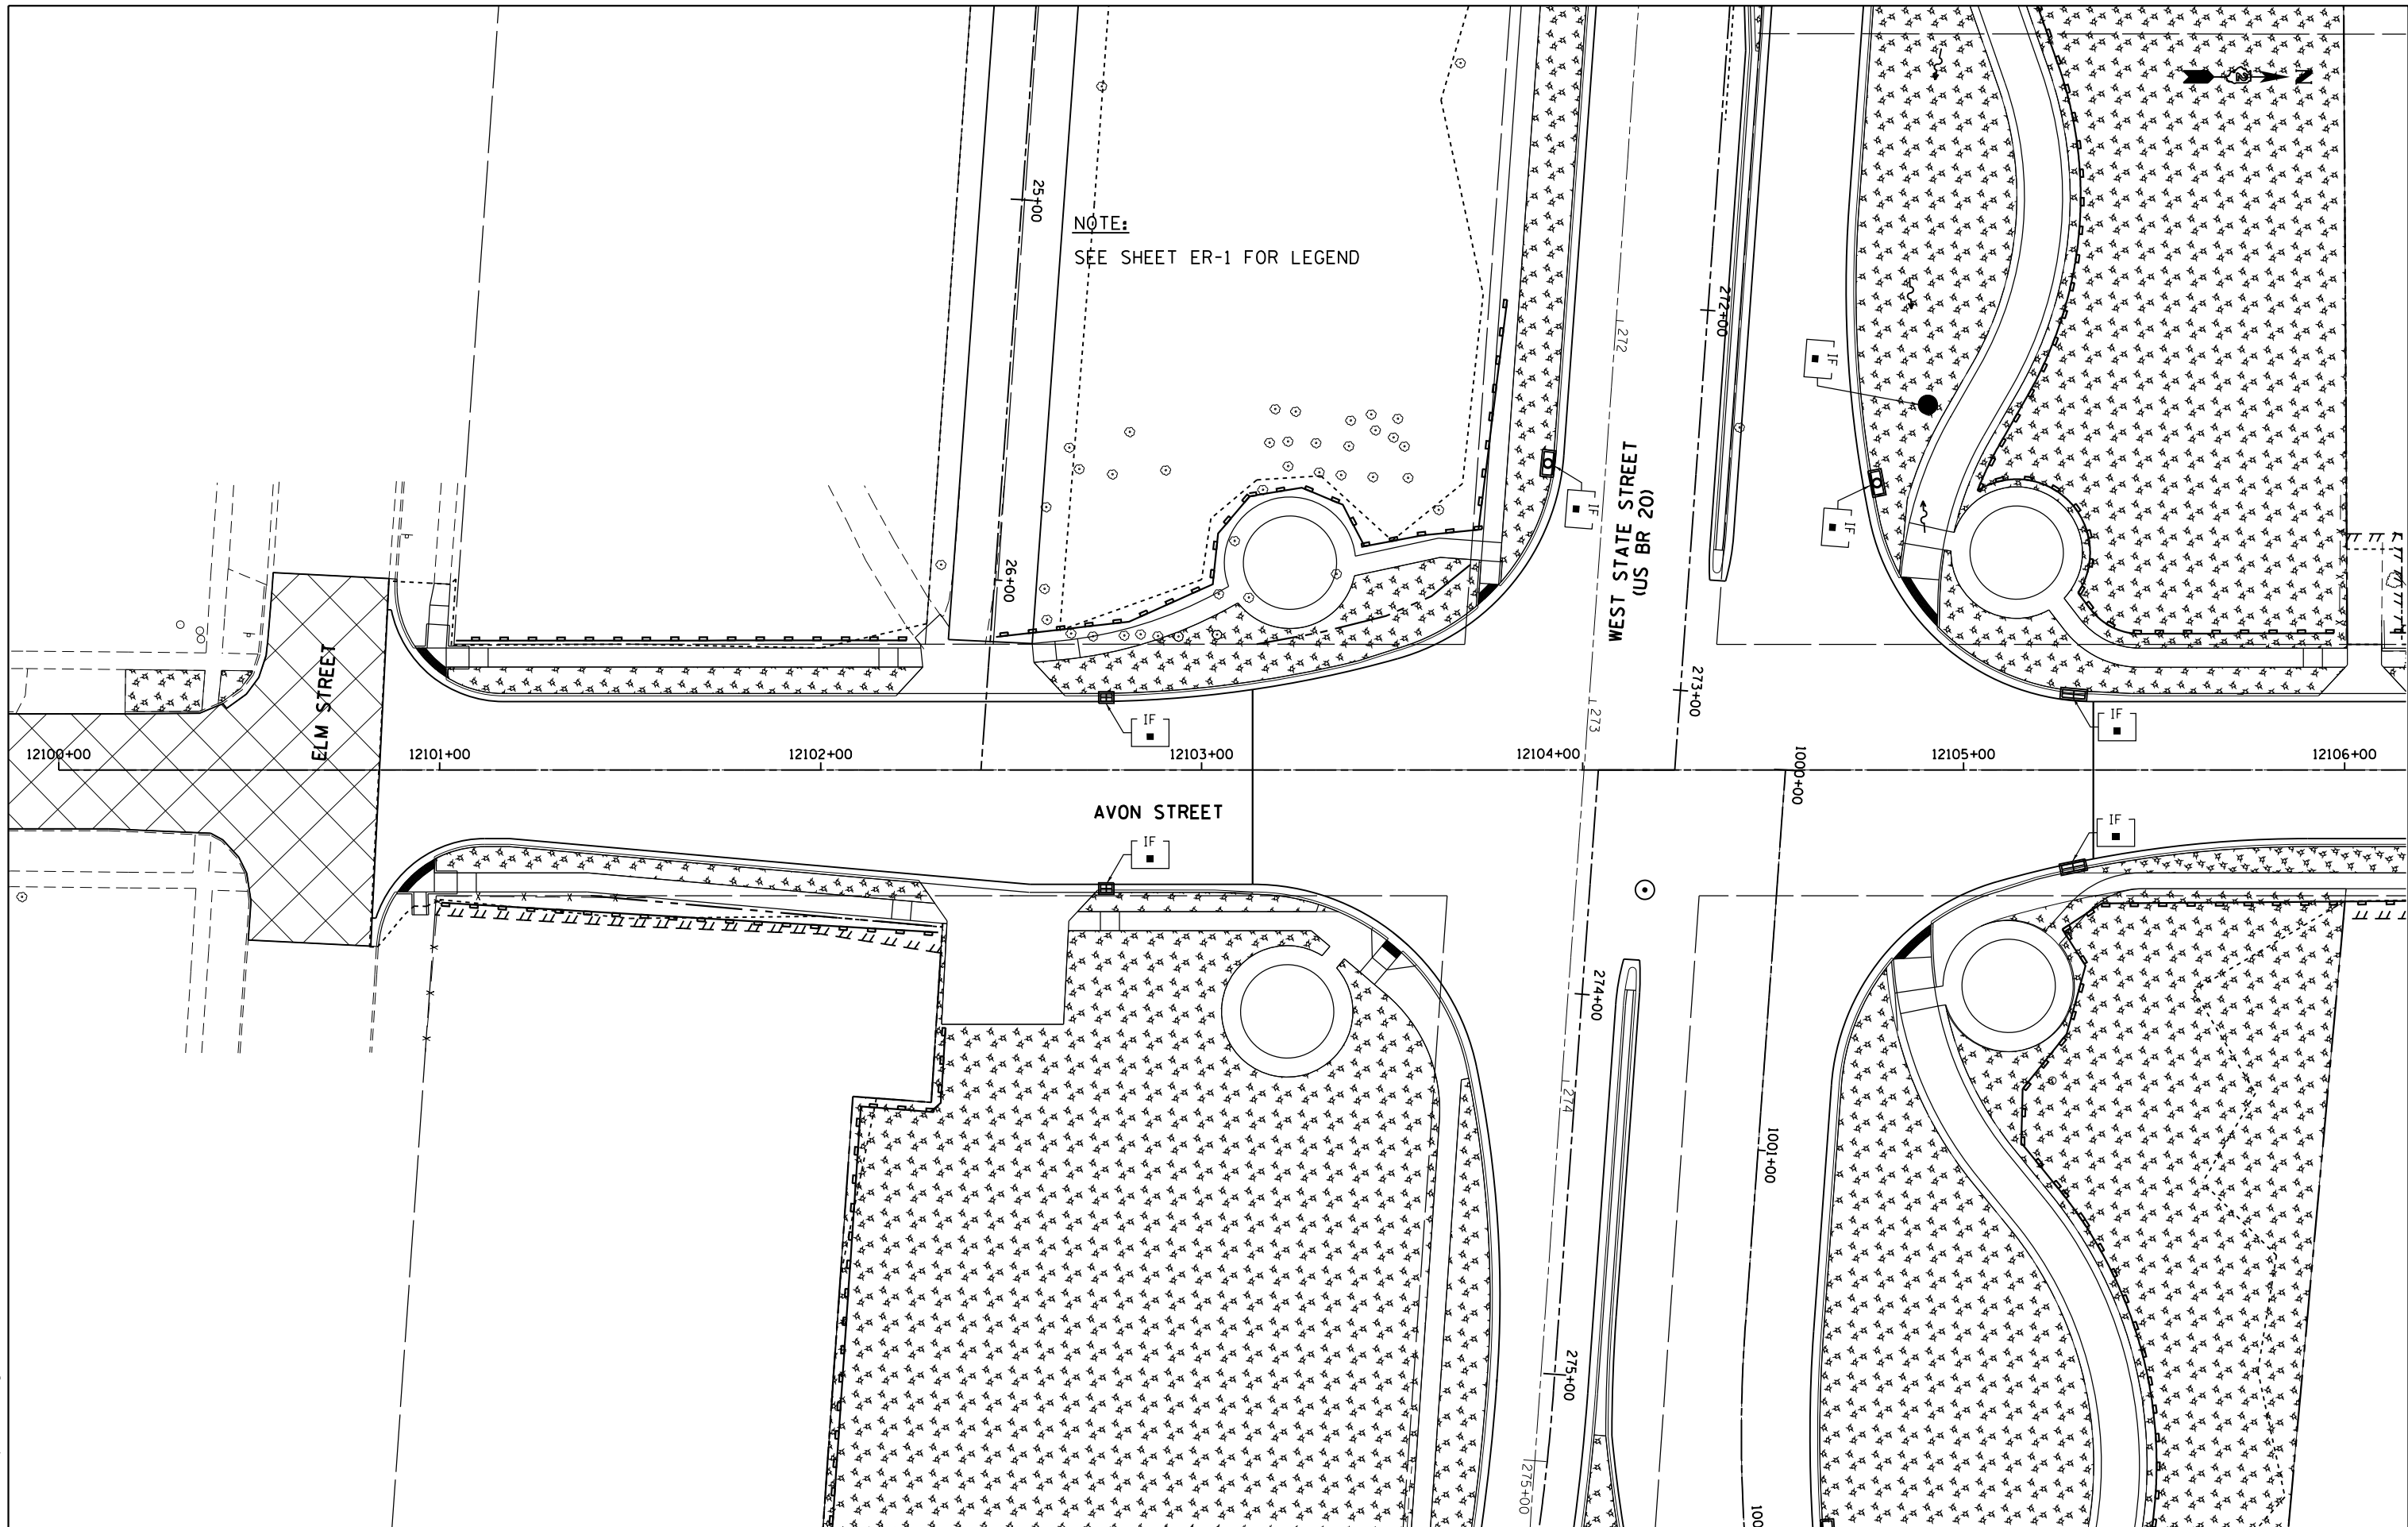 N
25+00
NOTE:
SEE SHEET ER-1 FOR LEGEND
272+00
272
IF
IF
IF
WEST STATE STREET
(US BR 20)
26+00
273+00
273
ELM STREET
IF
IF
12100+00
12101+00
12102+00
12103+00
12104+00
1000+00
12105+00
12106+00
AVON STREET
IF
IF
274+00
274
1001+00
275+00
275+00
100